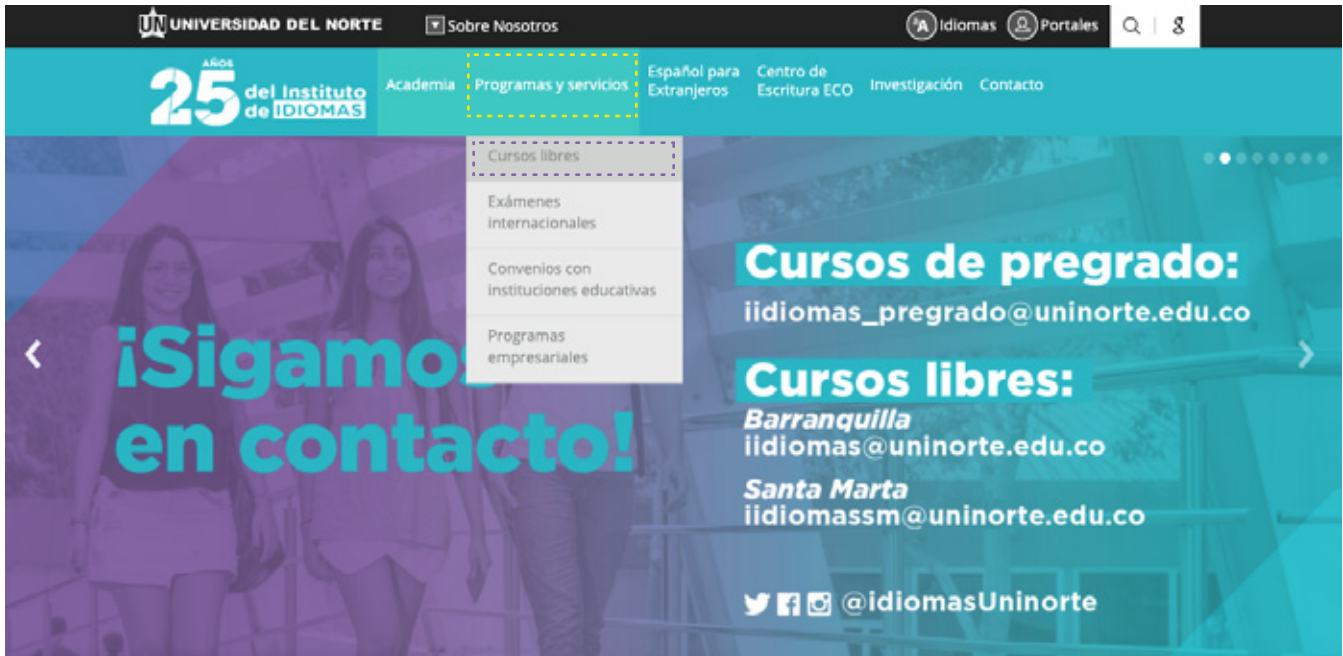 UN UNIVERSIDAD DEL NORTE
Sobre Nosotros
Idiomas
Portales
AÑOS
25 del Instituto
de IDIOMAS
Academia
Programas y servicios
Español para
Extranjeros
Centro de
Escritura ECO
Investigación
Contacto
Cursos libres
Exámenes
internacionales
Convenios con
instituciones educativas
Programas
empresariales
¡Sigamos
en contacto!
Cursos de pregrado:
iidiomas_pregrado@uninorte.edu.co
Cursos libres:
Barranquilla
iidiomas@uninorte.edu.co
Santa Marta
iidiomassm@uninorte.edu.co
@idiomasUninorte